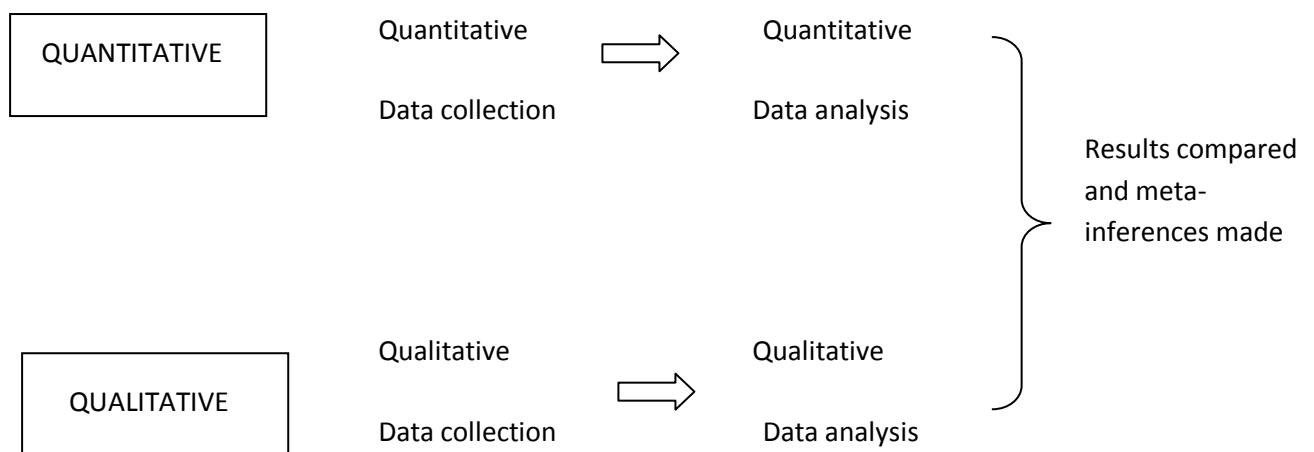 QUANTITATIVE
Quantitative
Data collection
Quantitative
Data analysis
Results compared
and meta-
inferences made
QUALITATIVE
Qualitative
Data collection
Qualitative
Data analysis